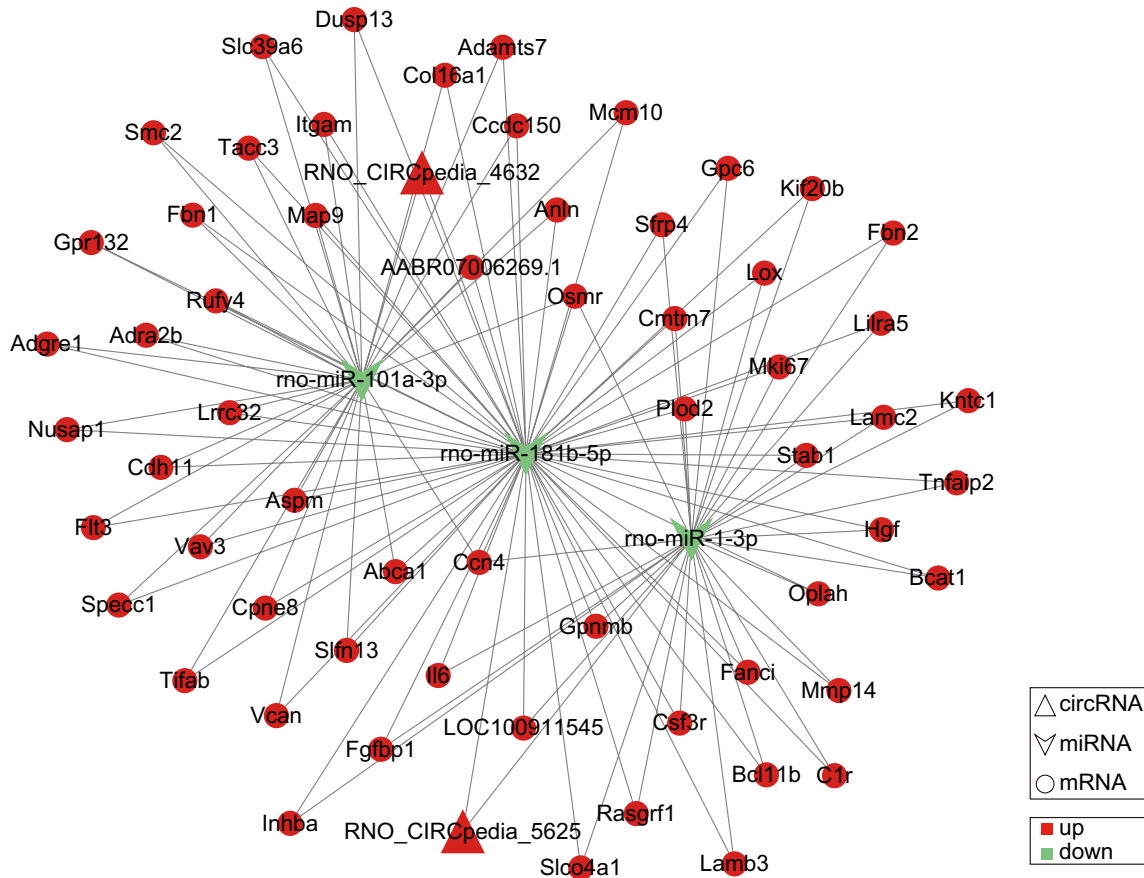 Dusp13
Slc39a6
Adamts7
Col16a1
Mcm10
Smc2
Itgam
Ccdc150
Tacc3
RNO_CIRCpedia_4632
Gpc6
Kif20b
Fbn1
Map9
Anln
Sfrp4
Fbn2
Gpr132
AABR07006269.1
Lox
Rufy4
Osmr
Cmtm7
Lilra5
Adgre1
Adra2b
Mki67
rno-miR-101a-3p
Lrrc32
Plod2
Kntc1
Nusap1
Lamc2
rno-miR-181b-5p
Stab1
Cdh11
Tnfaip2
Aspm
Flt3
Hgf
Vav3
rno-miR-1-3p
Ccn4
Abca1
Bcat1
Oplah
Specc1
Cpne8
Gpnmb
Slfn13
Il6
Fanci
Tifab
Mmp14
circRNA
Vcan
LOC100911545
Csf3r
miRNA
Fgfbp1
Bcl11b
C1r
mRNA
Inhba
RNO_CIRCpedia_5625
Rasgrf1
up
down
Slco4a1
Lamb3